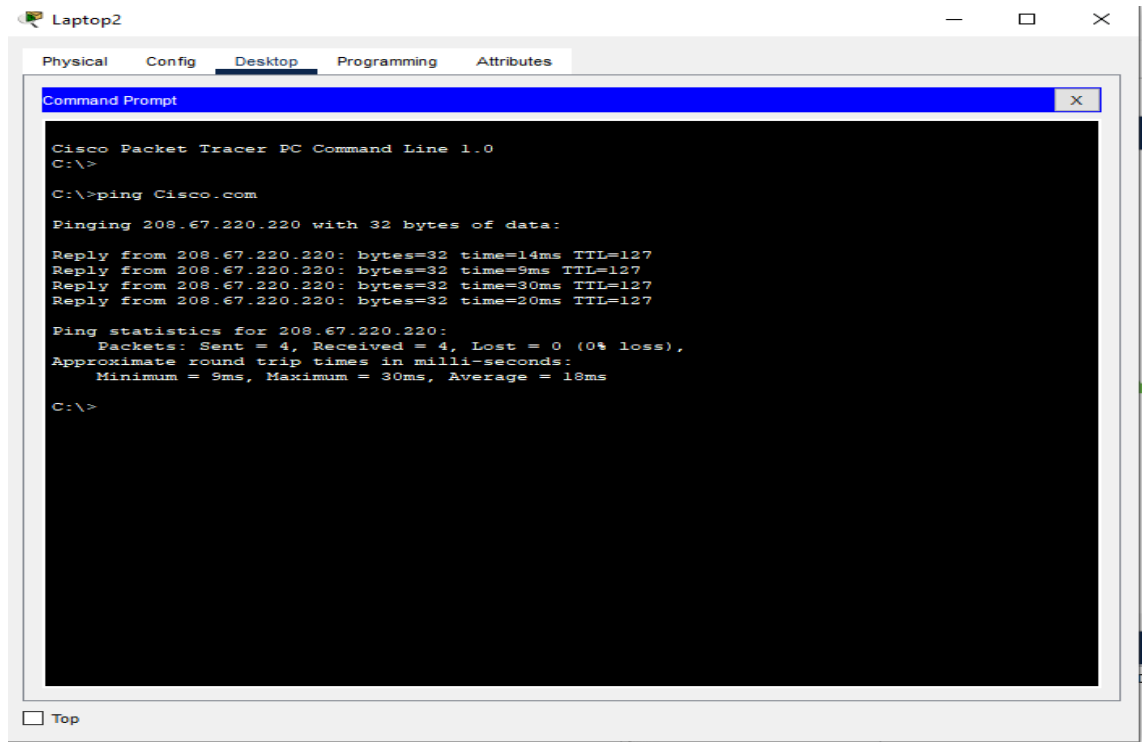 Laptop2
Physical Config Desktop Programming Attributes
Command Prompt
X
Cisco Packet Tracer PC Command Line 1.0
C:\>
C:\>ping Cisco.com
Pinging 208.67.220.220 with 32 bytes of data:
Reply from 208.67.220.220: bytes=32 time=14ms TTL=127
Reply from 208.67.220.220: bytes=32 time=9ms TTL=127
Reply from 208.67.220.220: bytes=32 time=30ms TTL=127
Reply from 208.67.220.220: bytes=32 time=20ms TTL=127
Ping statistics for 208.67.220.220:
Packets: Sent = 4, Received = 4, Lost = 0 (0% loss),
Approximate round trip times in milli-seconds:
Minimum = 9ms, Maximum = 30ms, Average = 18ms
C:\>
Top